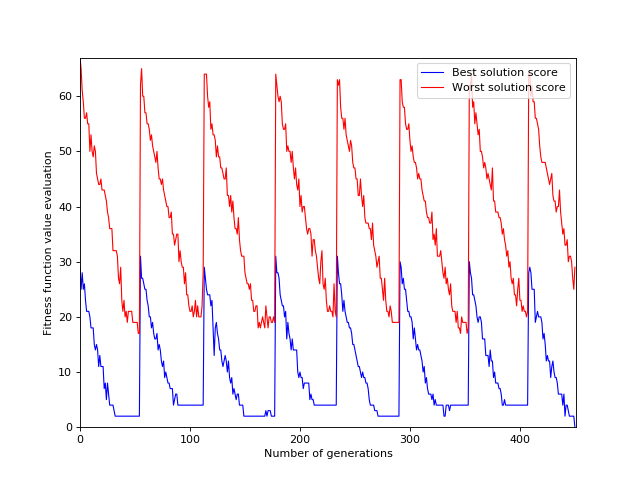 Best solution score
Worst solution score
Fitness function value evaluation
60
50
40
30
20
10
0
0 100 200 300 400
Number of generations